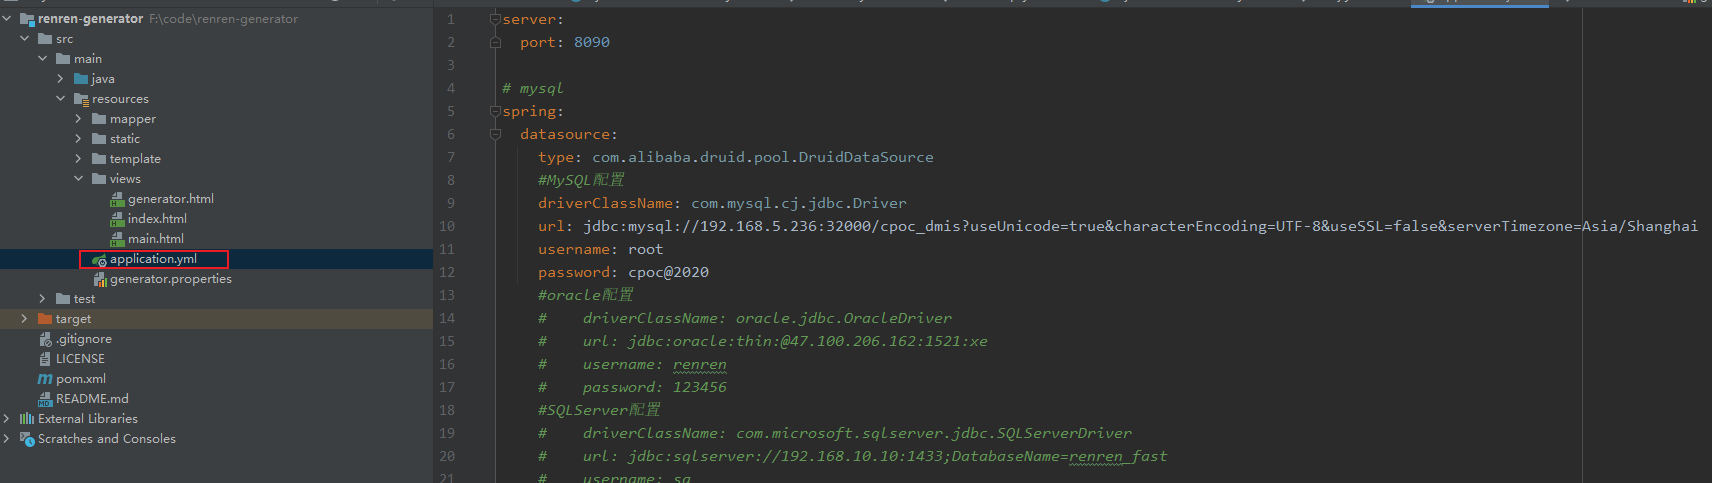 renren-generator F:\code\renren-generator
src
main
java
resources
mapper
static
template
views
generator.html
index.html
main.html
application.yml
generator.properties
test
target
.gitignore
LICENSE
pom.xml
README.md
External Libraries
Scratches and Consoles
1 server:
2 port: 8090
3
4 # mysql
5 spring:
6 datasource:
7 type: com.alibaba.druid.pool.DruidDataSource
8 #MySQL配置
9 driverClassName: com.mysql.cj.jdbc.Driver
10 url: jdbc:mysql://192.168.5.236:32000/cpoc_dmis?useUnicode=true&characterEncoding=UTF-8&useSSL=false&serverTimezone=Asia/Shanghai
11 username: root
12 password: cpoc@2020
13 #oracle配置
14 # driverClassName: oracle.jdbc.OracleDriver
15 # url: jdbc:oracle:thin:@47.100.206.162:1521:xe
16 # username: renren
17 # password: 123456
18 #SQLServer配置
19 # driverClassName: com.microsoft.sqlserver.jdbc.SQLServerDriver
20 # url: jdbc:sqlserver://192.168.10.10:1433;DatabaseName=renren_fast
21 # username: sa